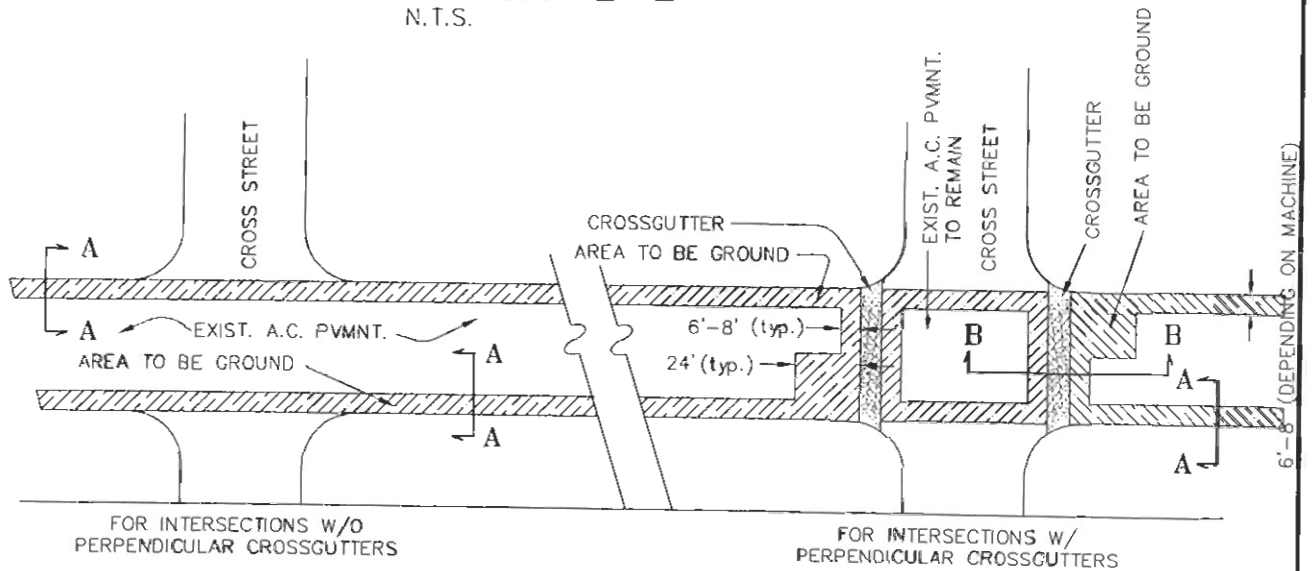 N.T.S.
CROSS STREET
EXIST. A.C. PVMNT.
TO REMAIN
CROSS STREET
CROSSGUTTER
AREA TO BE GROUND
CROSSGUTTER
AREA TO BE GROUND
A
A
EXIST. A.C. PVMNT.
AREA TO BE GROUND
A
A
6'-8' (typ.)
24' (typ.)
B
B
A
A
6'-8' (DEPENDING ON MACHINE)
FOR INTERSECTIONS W/O
PERPENDICULAR CROSSGUTTERS
FOR INTERSECTIONS W/
PERPENDICULAR CROSSGUTTERS